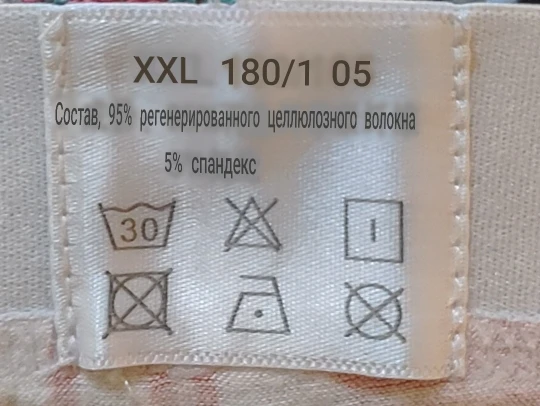 XXL 180/1 05
Состав, 95% регенерированного целлюлозного волокна
5% спандекс
30